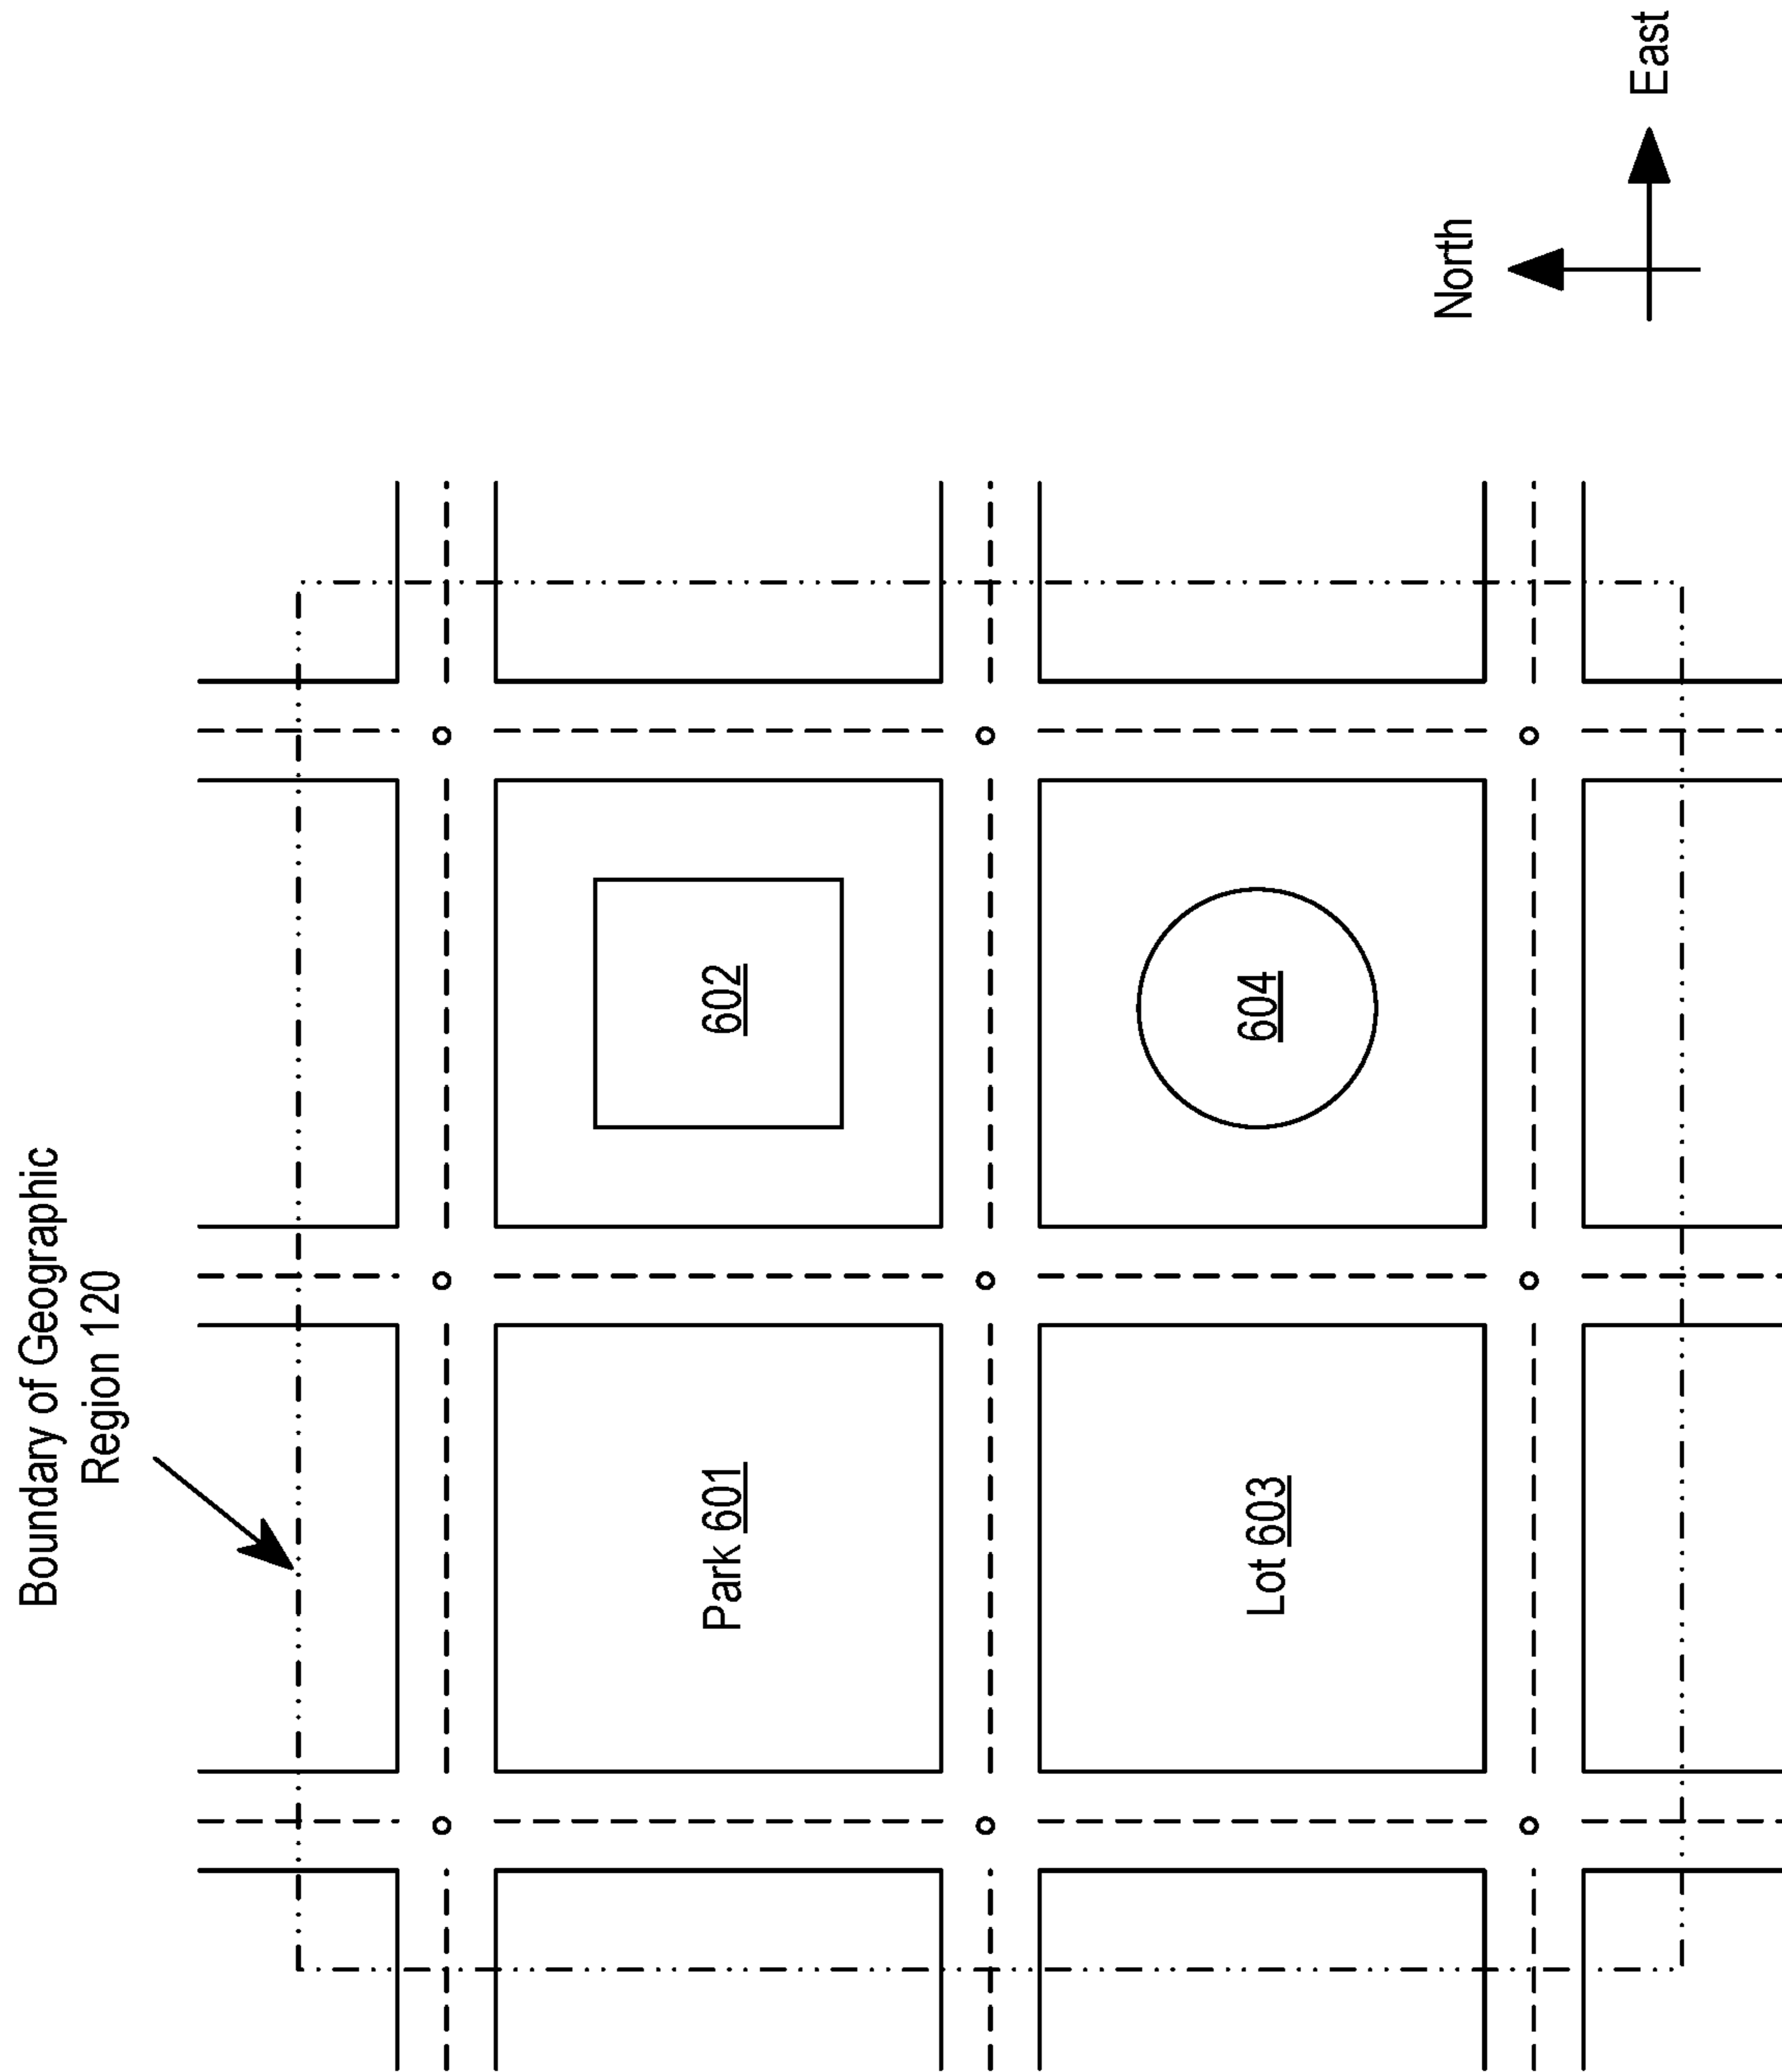 Boundary of Geographic
Region 120
Park 601
602
Lot 603
604
North
East